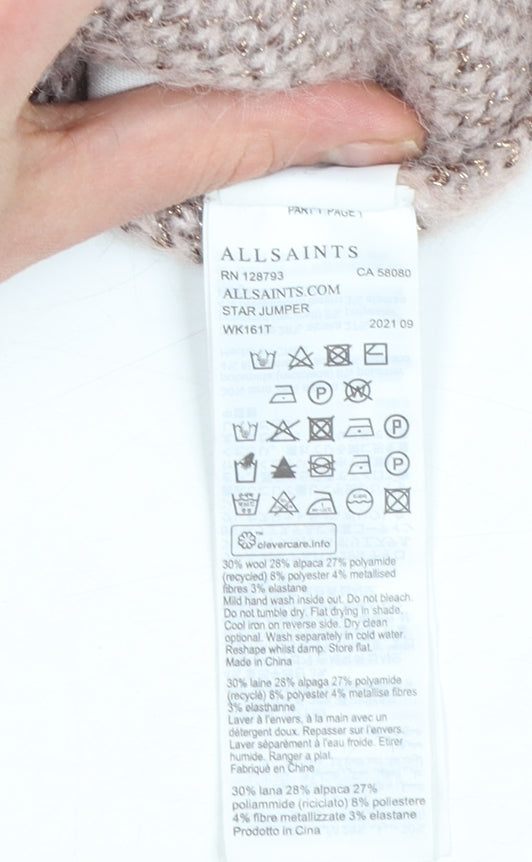 PART 1 PAGE 1
ALLSAINTS
RN 128793 CA 58080
ALLSAINTS.COM
STAR JUMPER
WK161T 2021 09
clevercare.info
30% wool 28% alpaca 27% polyamide
(recycled) 8% polyester 4% metallised
fibres 3% elastane
Mild hand wash inside out. Do not bleach.
Do not tumble dry. Flat drying in shade.
Cool iron on reverse side. Dry clean
optional. Wash separately in cold water.
Reshape whilst damp. Store flat.
Made in China
30% laine 28% alpaga 27% polyamide
(recyclé) 8% polyester 4% metallise fibres
3% elasthanne
Laver à l'envers, à la main avec un
détergent doux. Repasser sur l'envers.
Laver séparément à l'eau froide. Etirer
humide. Ranger a plat.
Fabriqué en Chine
30% lana 28% alpaca 27%
poliammide (riciclato) 8% poliestere
4% fibre metallizzate 3% elastane
Prodotto in Cina